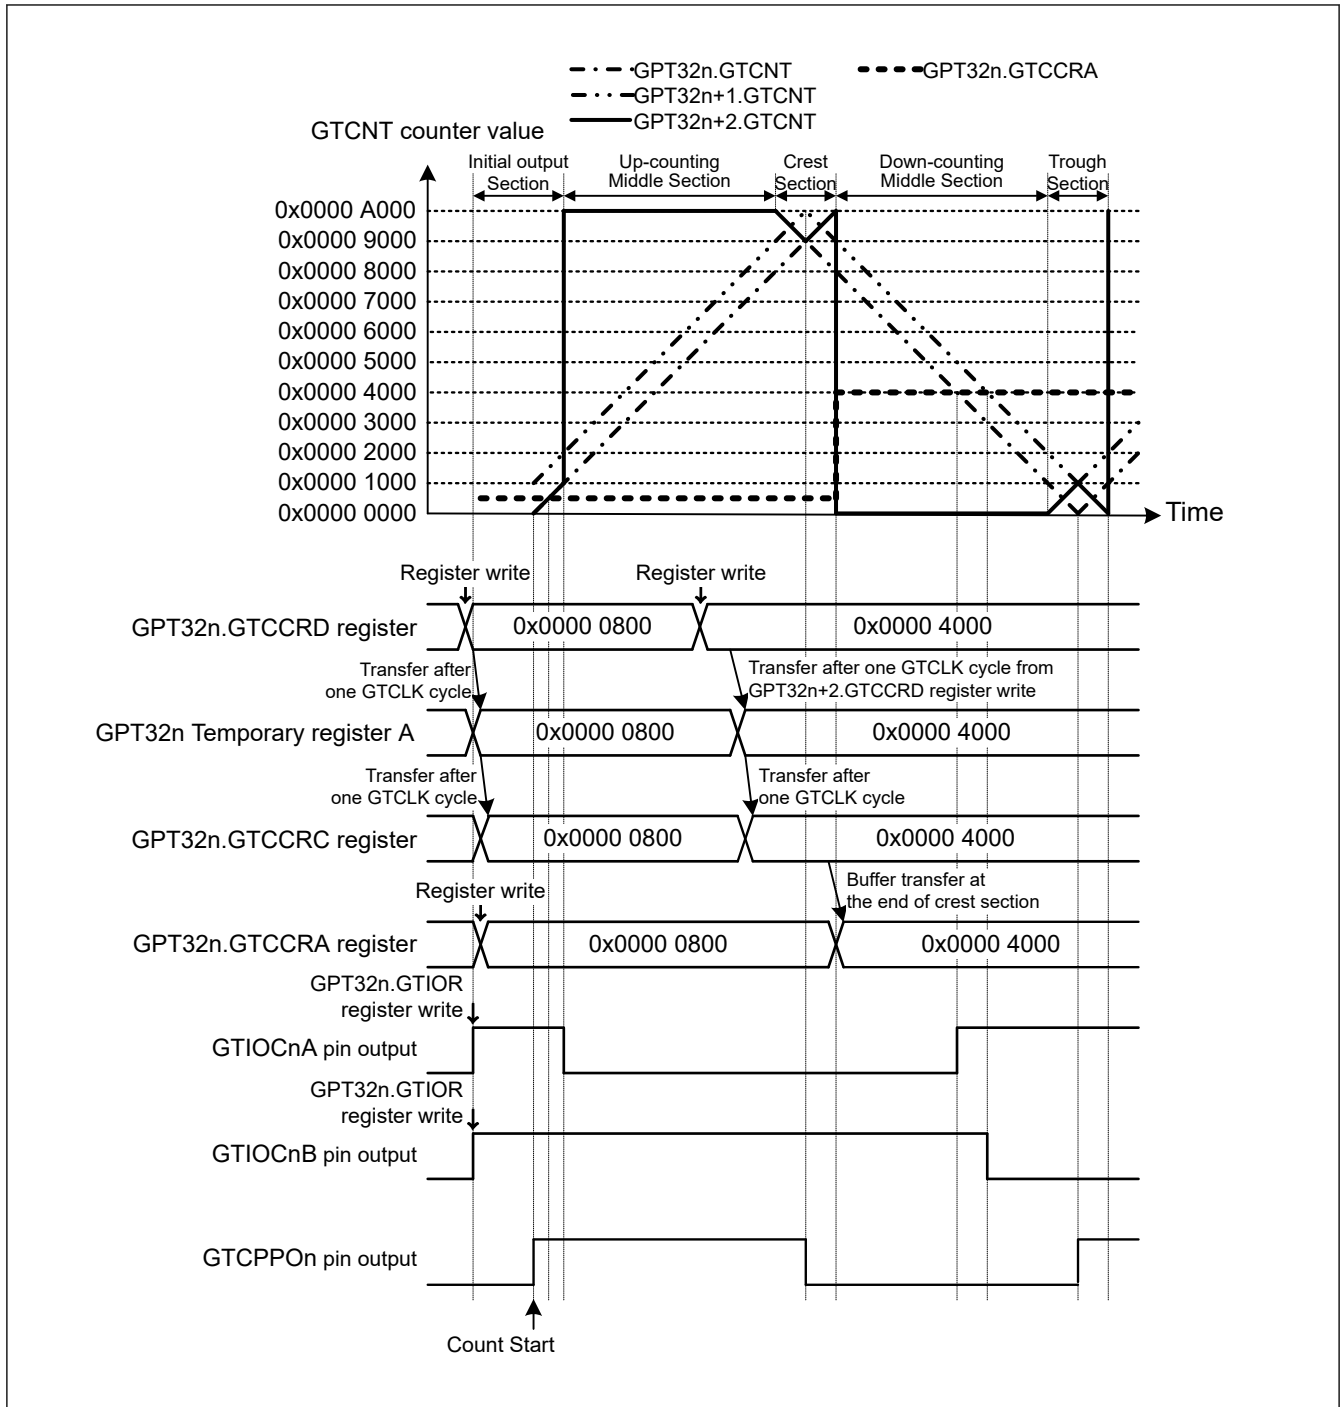 GPT32n.GTCNT
GPT32n.GTCCRA
GPT32n+1.GTCNT
GPT32n+2.GTCNT
GTCNT counter value
Initial output
Section
Up-counting
Middle Section
Crest
Section
Down-counting
Middle Section
Trough
Section
0x0000 A000
0x0000 9000
0x0000 8000
0x0000 7000
0x0000 6000
0x0000 5000
0x0000 4000
0x0000 3000
0x0000 2000
0x0000 1000
0x0000 0000
Time
Register write
Register write
GPT32n.GTCCRD register
0x0000 0800
0x0000 4000
Transfer after
one GTCLK cycle
Transfer after one GTCLK cycle from
GPT32n+2.GTCCRD register write
GPT32n Temporary register A
0x0000 0800
0x0000 4000
Transfer after
one GTCLK cycle
Transfer after
one GTCLK cycle
GPT32n.GTCCRC register
0x0000 0800
0x0000 4000
Register write
Buffer transfer at
the end of crest section
GPT32n.GTCCRA register
0x0000 0800
0x0000 4000
GPT32n.GTIOR
register write
GTIOCnA pin output
GPT32n.GTIOR
register write
GTIOCnB pin output
GTCPPOn pin output
Count Start